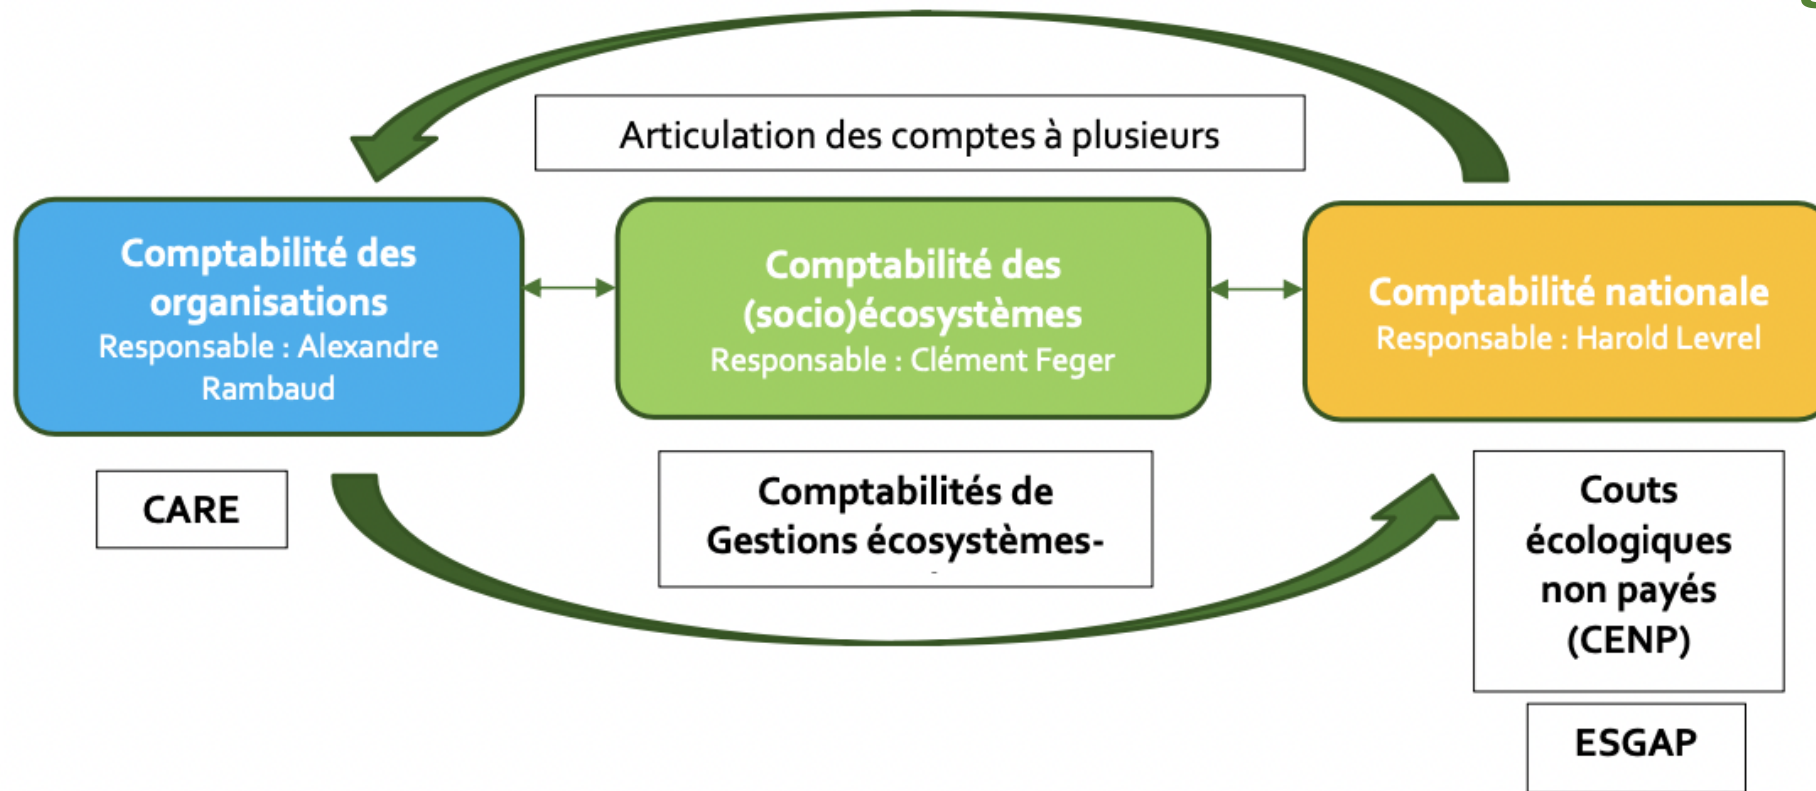 Articulation des comptes à plusieurs
Comptabilité des
organisations
Responsable : Alexandre
Rambaud
Comptabilité des
(socio)écosystèmes
Responsable : Clément Feger
Comptabilité nationale
Responsable : Harold Levrel
CARE
Comptabilités de
Gestions écosystèmes-
Couts
écologiques
non payés
(CENP)
ESGAP